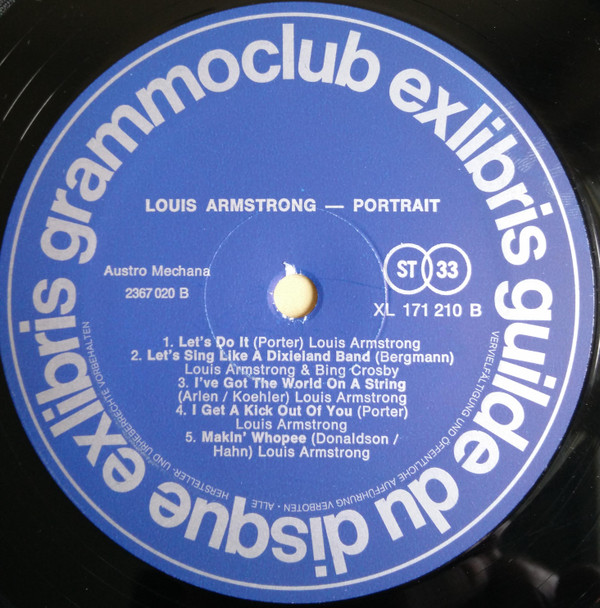 exlibris grammoclub exlibris guilde du disque
LOUIS ARMSTRONG — PORTRAIT
Austro Mechana
2367 020 B
ST 33
XL 171 210 B
1. Let's Do It (Porter) Louis Armstrong
2. Let's Sing Like A Dixieland Band (Bergmann)
Louis Armstrong & Bing Crosby
3. I've Got The World On A String
(Arlen / Koehler) Louis Armstrong
4. I Get A Kick Out Of You (Porter)
Louis Armstrong
5. Makin' Whopee (Donaldson /
Hahn) Louis Armstrong
VERVIELFÄLTIGUNG UND ÖFFENTLICHE AUFFÜHRUNG VERBOTEN · ALLE HERSTELLER- UND URHEBERRECHTE VORBEHALTEN